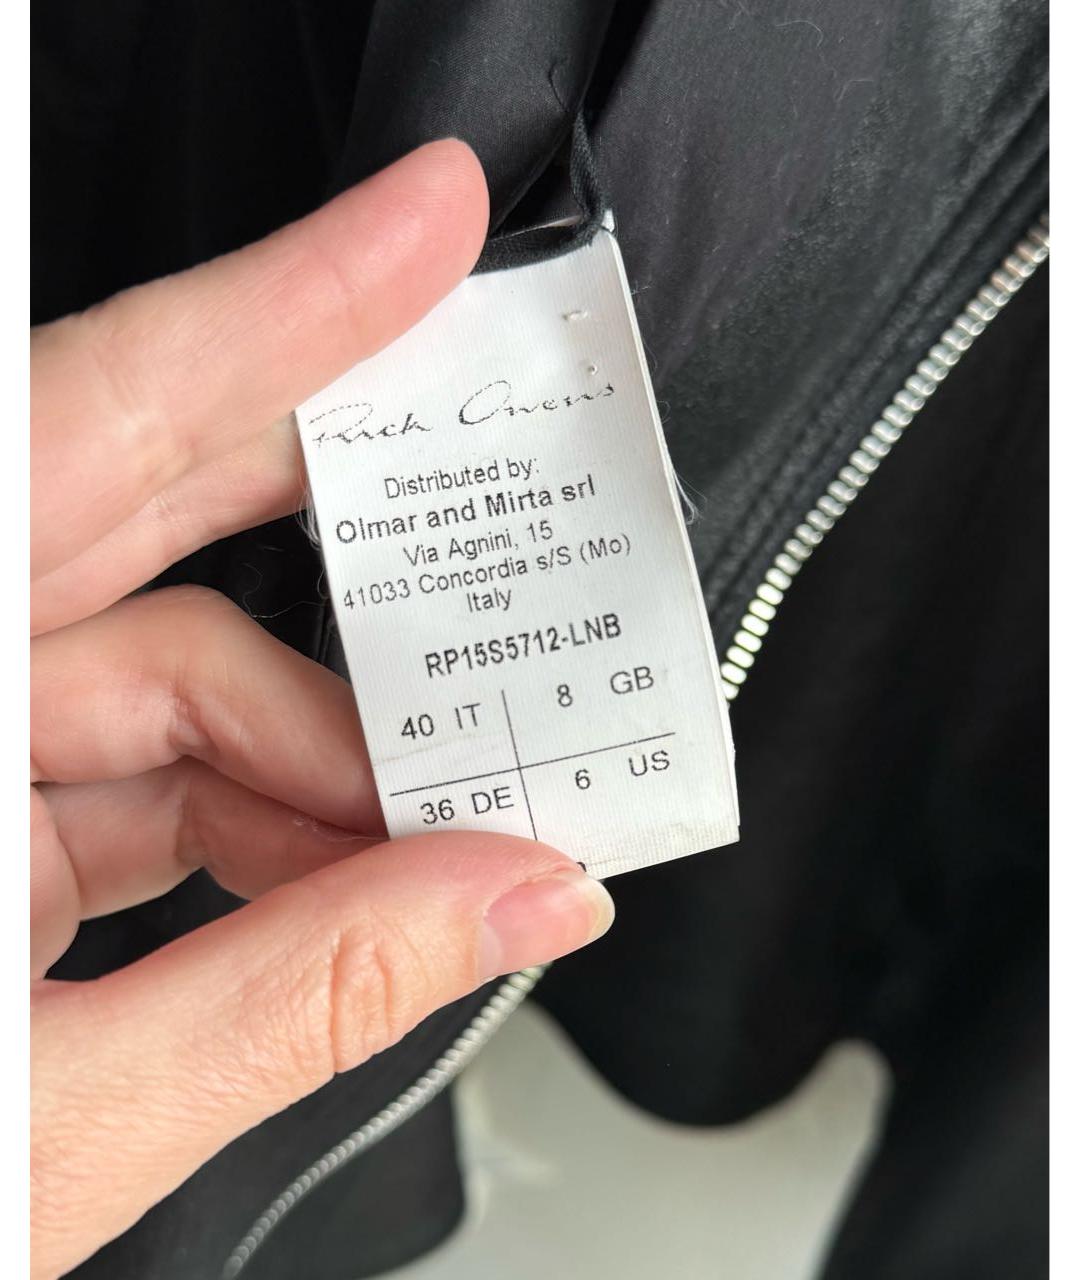 Rick Owens
Distributed by:
Olmar and Mirta srl
Via Agnini, 15
41033 Concordia s/S (Mo)
Italy
RP15S5712-LNB
40 IT 8 GB
36 DE 6 US